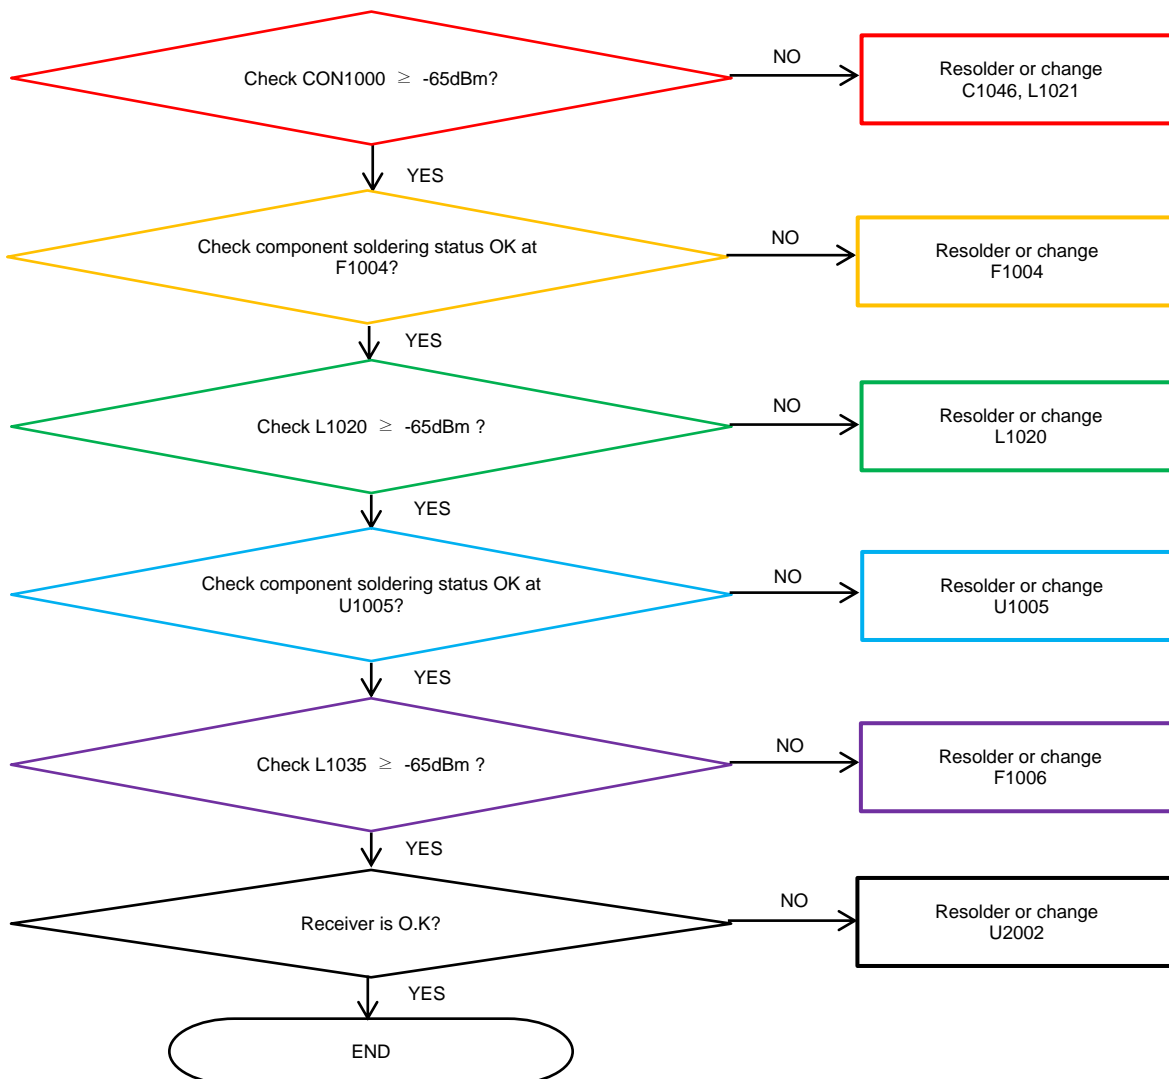 Check CON1000 ≥ -65dBm?
NO
Resolder or change
C1046, L1021
YES
Check component soldering status OK at
F1004?
NO
Resolder or change
F1004
YES
Check L1020 ≥ -65dBm ?
NO
Resolder or change
L1020
YES
Check component soldering status OK at
U1005?
NO
Resolder or change
U1005
YES
Check L1035 ≥ -65dBm ?
NO
Resolder or change
F1006
YES
Receiver is O.K?
NO
Resolder or change
U2002
YES
END